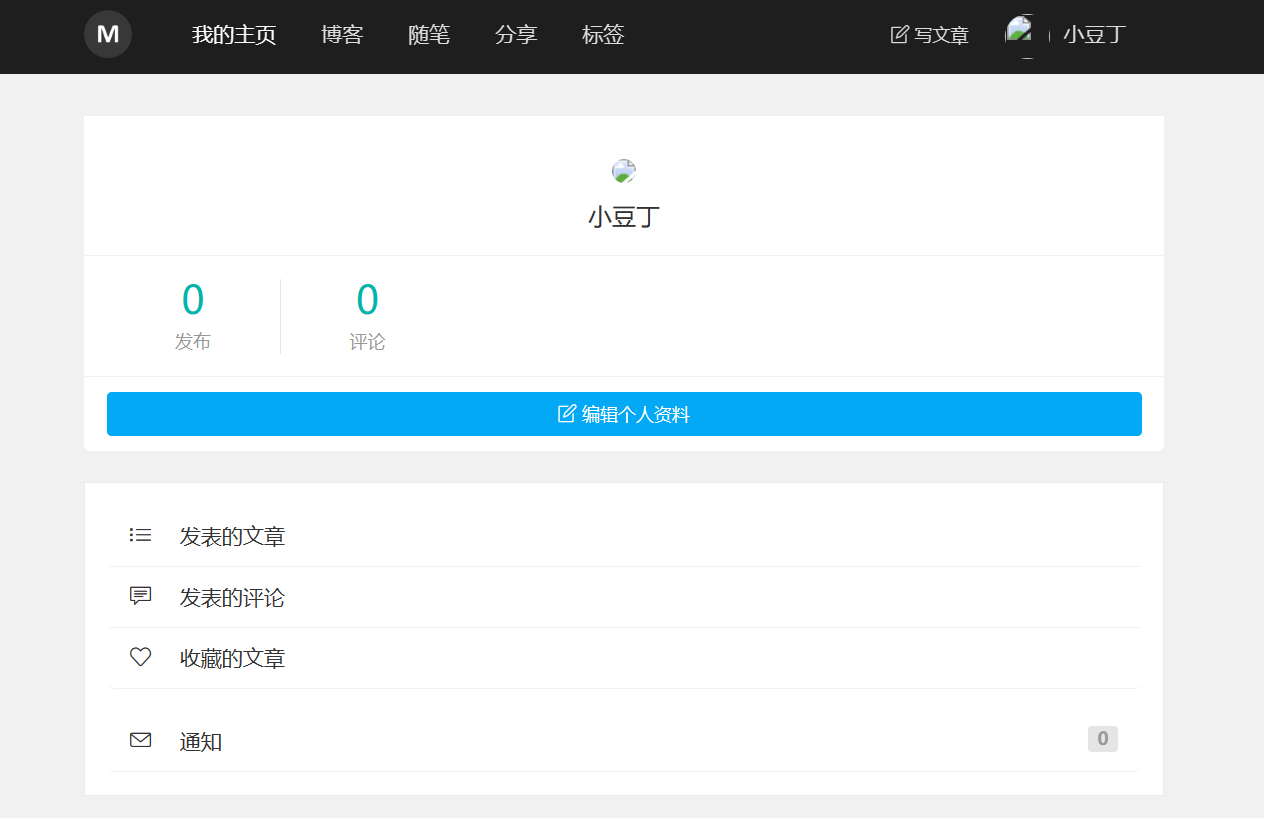 M 我的主页 博客 随笔 分享 标签 写文章 小豆丁
小豆丁
0 0
发布 评论
编辑个人资料
发表的文章
发表的评论
收藏的文章
通知 0